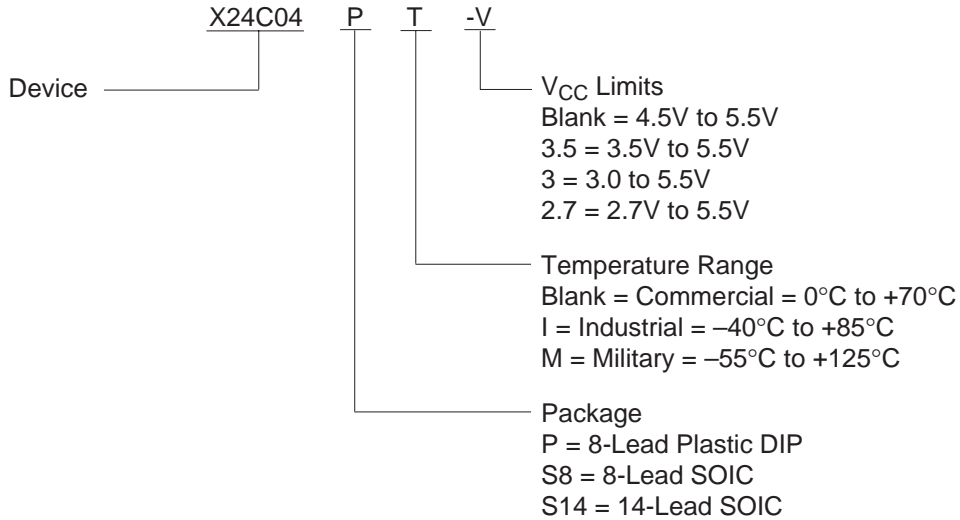 X24C04 P T -V
Device
VCC Limits
Blank = 4.5V to 5.5V
3.5 = 3.5V to 5.5V
3 = 3.0 to 5.5V
2.7 = 2.7V to 5.5V
Temperature Range
Blank = Commercial = 0°C to +70°C
I = Industrial = –40°C to +85°C
M = Military = –55°C to +125°C
Package
P = 8-Lead Plastic DIP
S8 = 8-Lead SOIC
S14 = 14-Lead SOIC